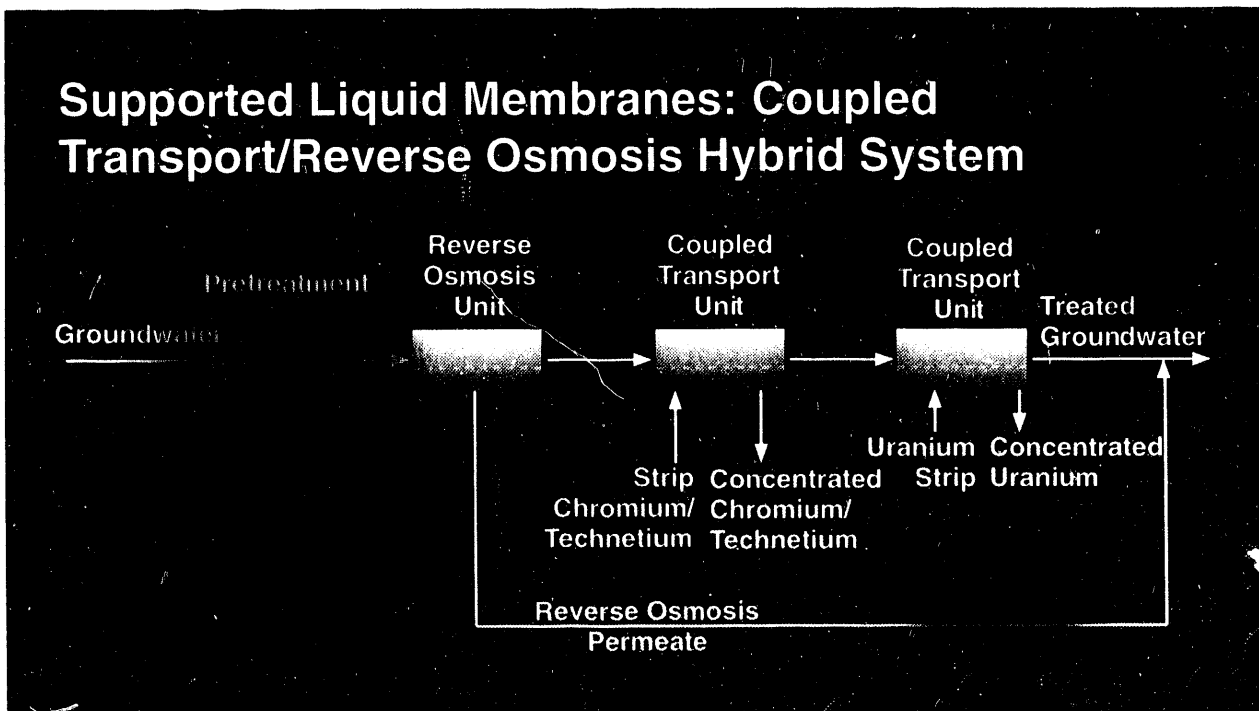 Supported Liquid Membranes: Coupled
Transport/Reverse Osmosis Hybrid System
Reverse
Osmosis
Unit
Coupled
Transport
Unit
Coupled
Transport
Unit
Pretreatment
Groundwater
Treated
Groundwater
Strip
Chromium/
Technetium
Concentrated
Chromium/
Technetium
Uranium
Strip
Concentrated
Uranium
Reverse Osmosis
Permeate